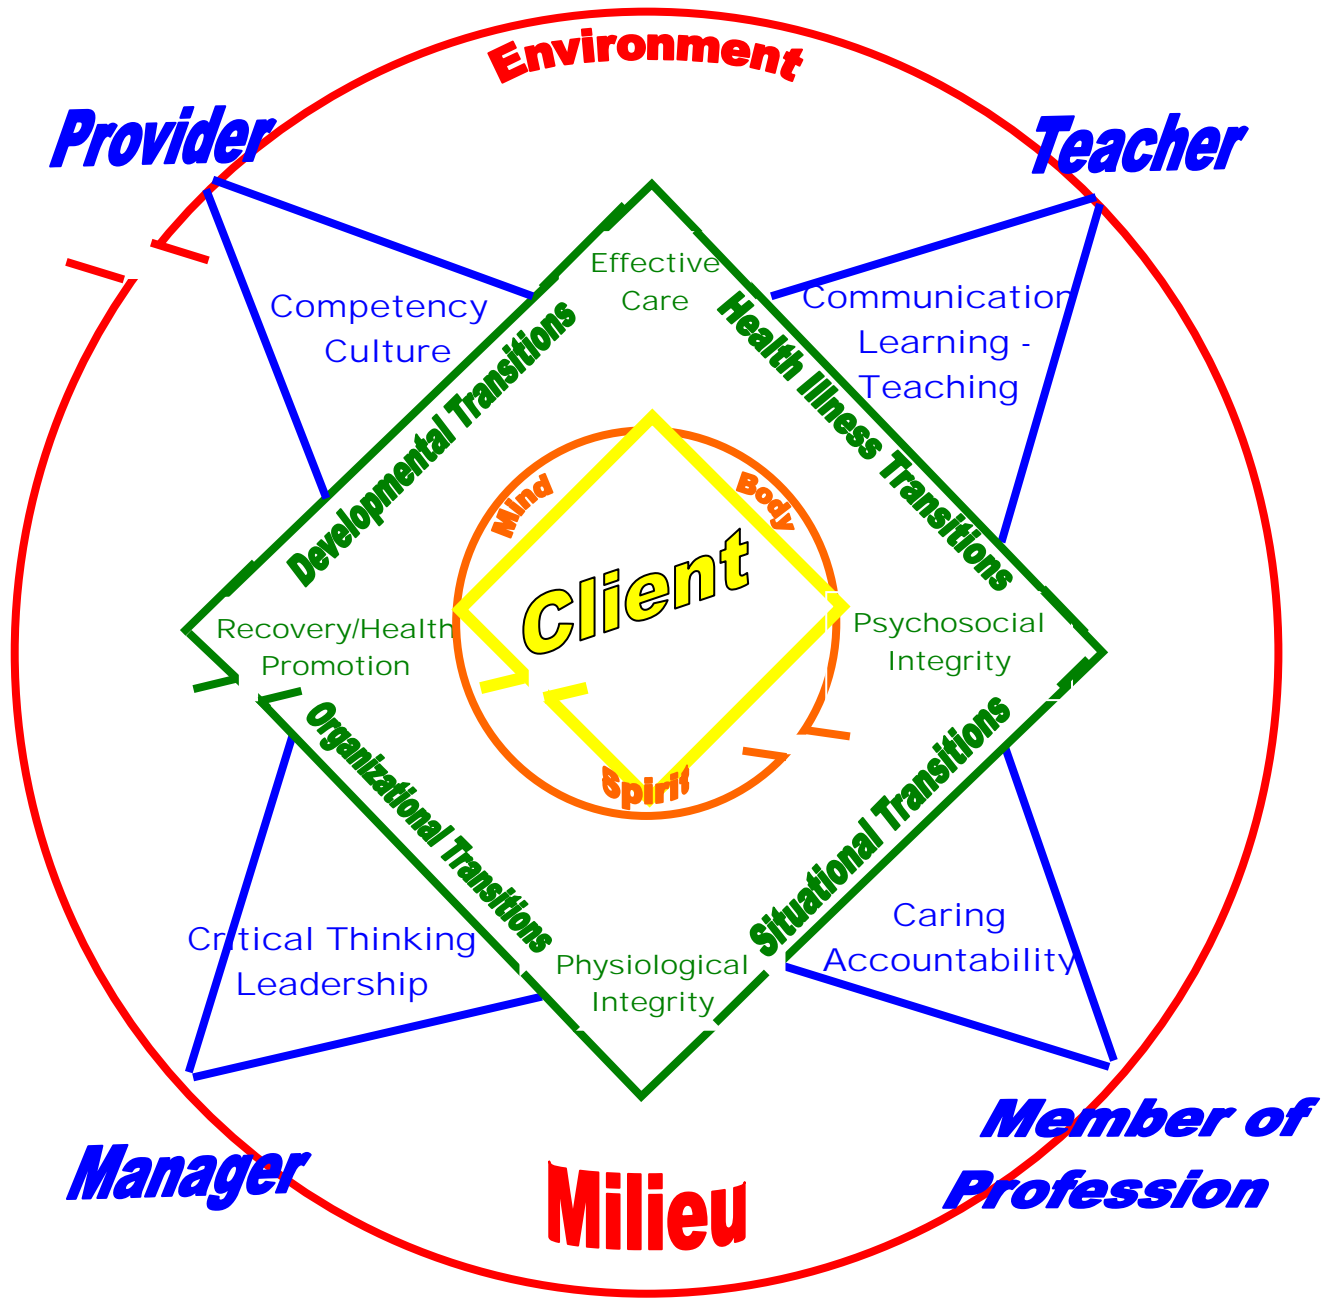 Environment
Provider
Teacher
Effective
Care
Competency
Culture
Communication
Learning -
Teaching
Developmental Transitions
Health Illness Transitions
Mind
Body
Client
Recovery/Health
Promotion
Psychosocial
Integrity
Spirit
Organizational Transitions
Situational Transitions
Critical Thinking
Leadership
Physiological
Integrity
Caring
Accountability
Manager
Milieu
Member of
Profession